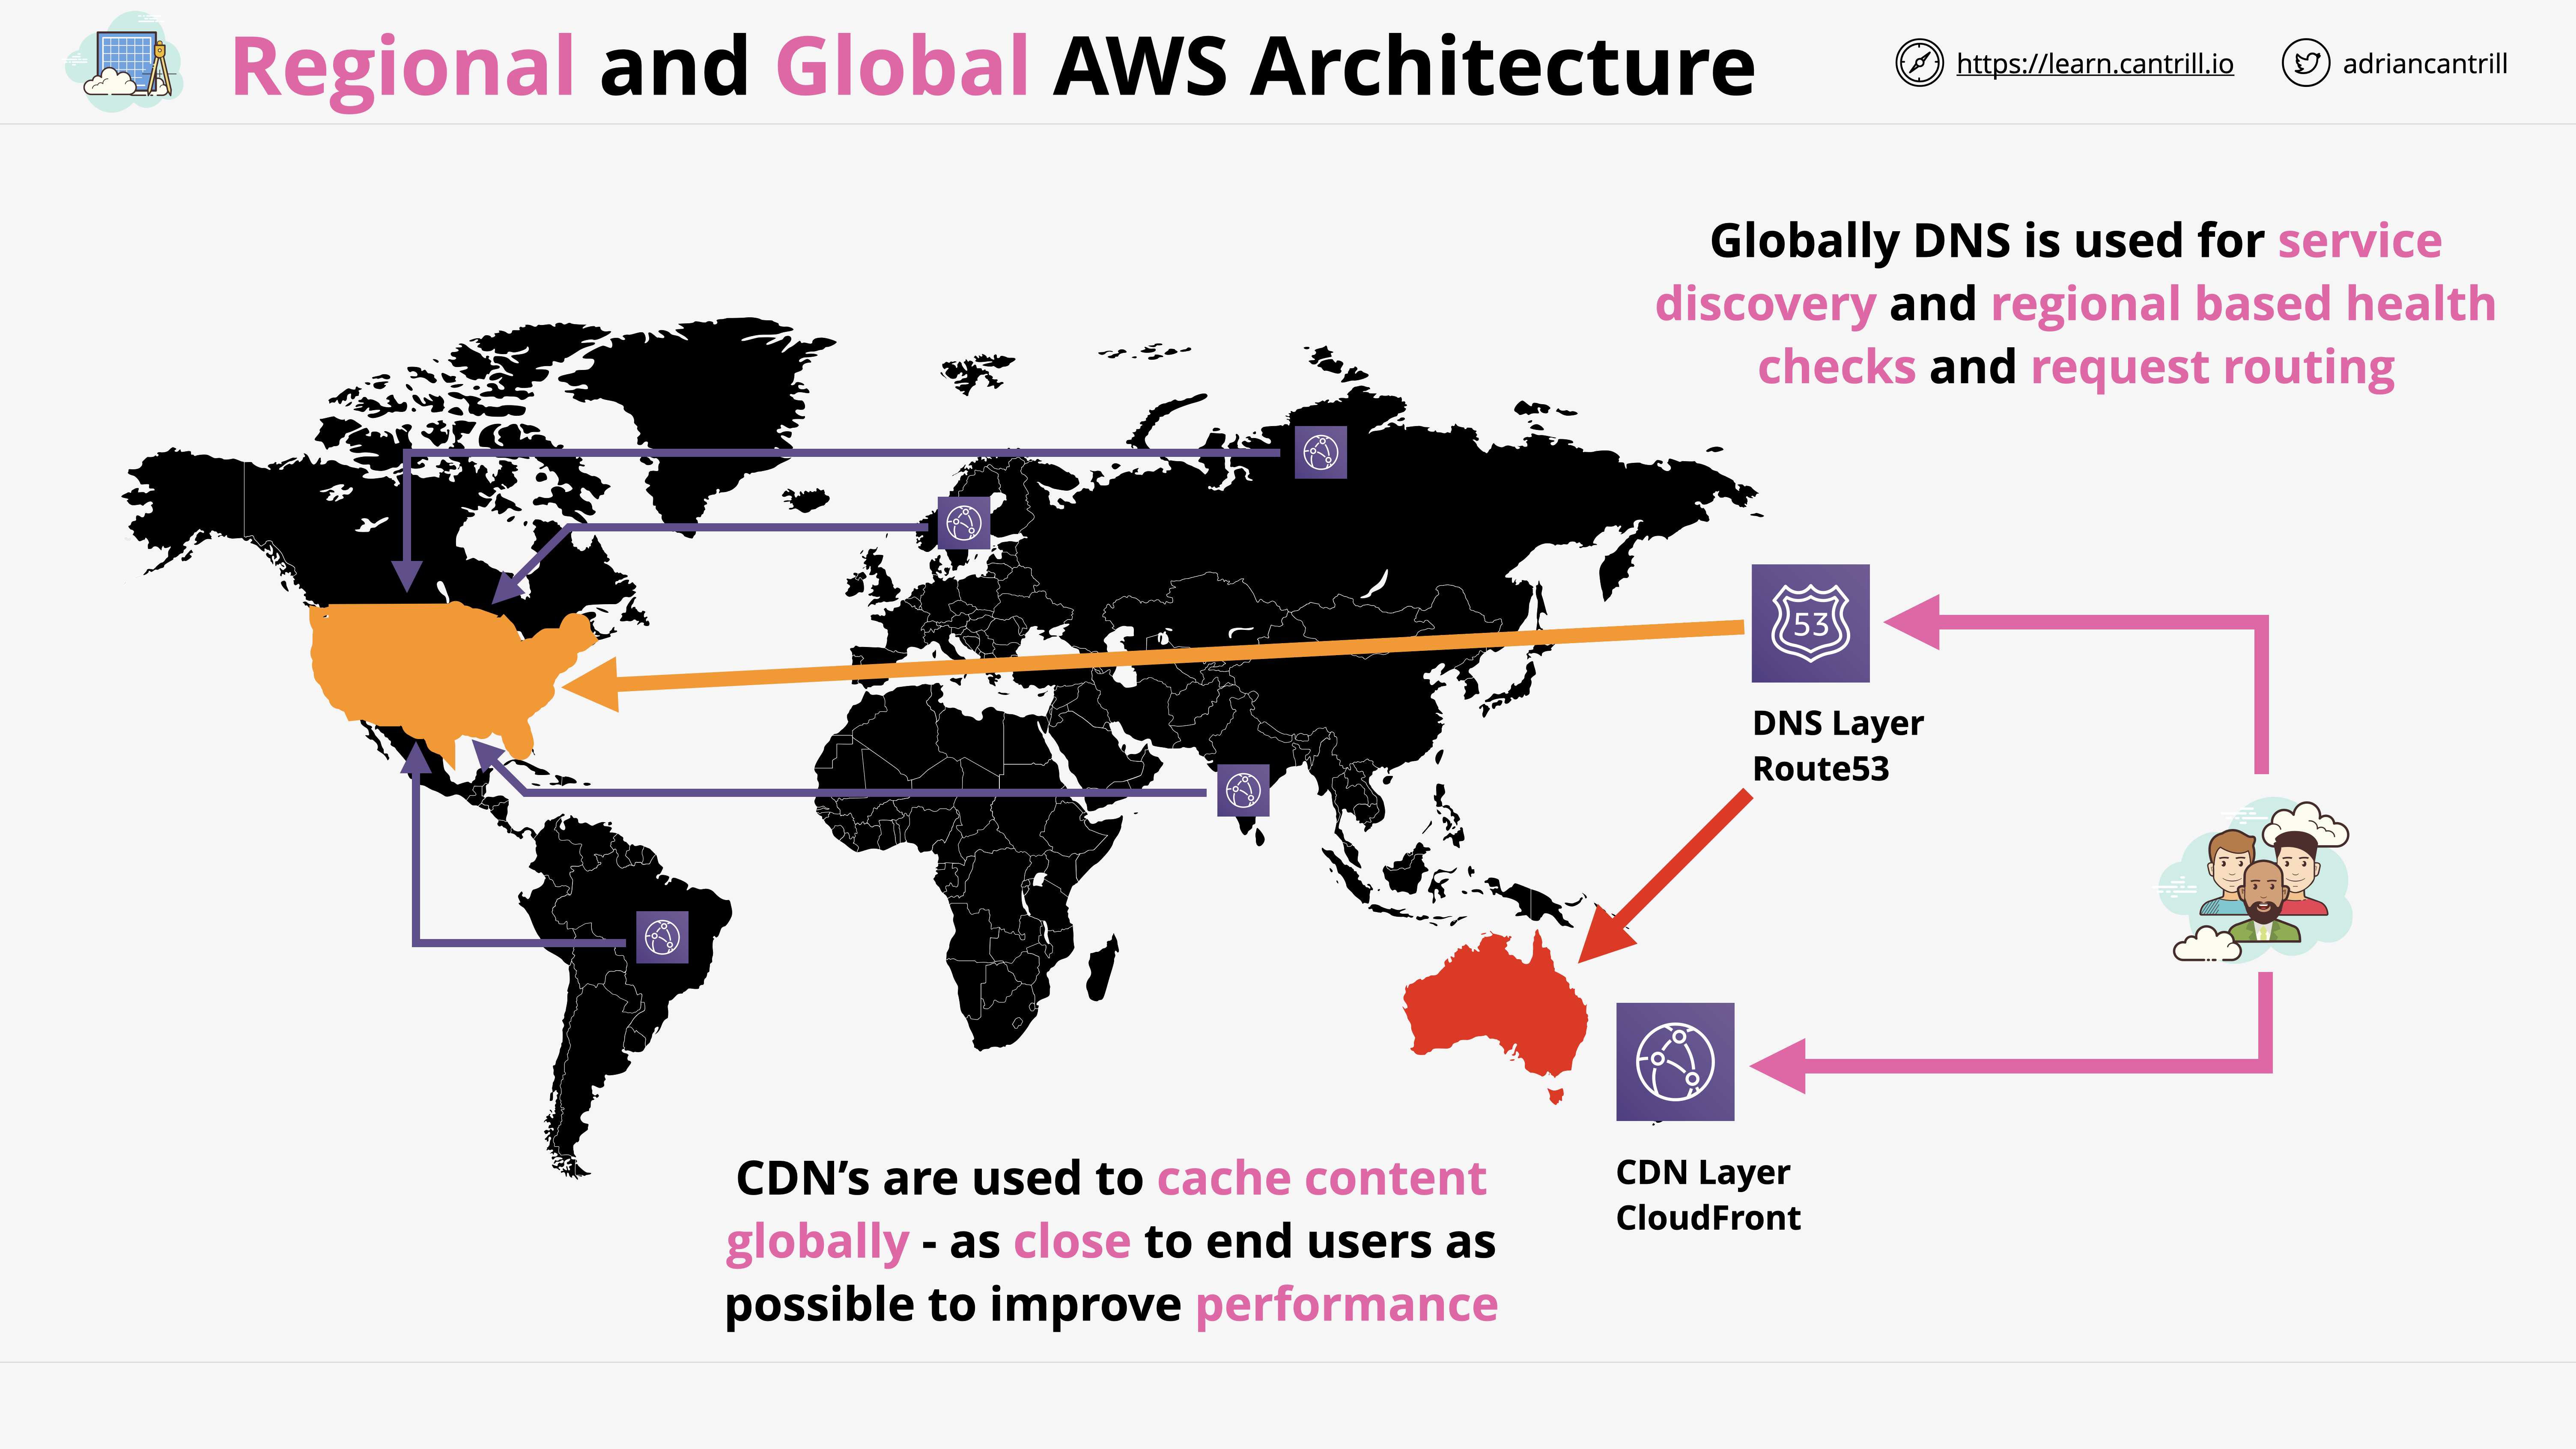 Regional and Global AWS Architecture
https://learn.cantrill.io
adriancantrill
Globally DNS is used for service
discovery and regional based health
checks and request routing
53
DNS Layer
Route53
CDN Layer
CloudFront
CDN’s are used to cache content
globally - as close to end users as
possible to improve performance